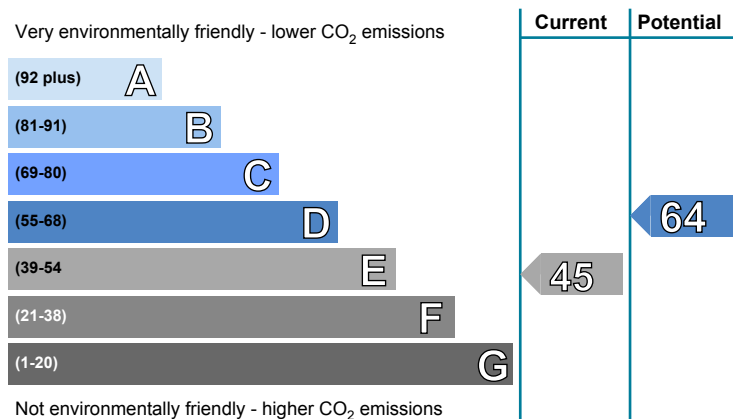 Very environmentally friendly - lower CO₂ emissions
Current
Potential
(92 plus) A
(81-91) B
(69-80) C
(55-68) D
64
(39-54 E
45
(21-38) F
(1-20) G
Not environmentally friendly - higher CO₂ emissions